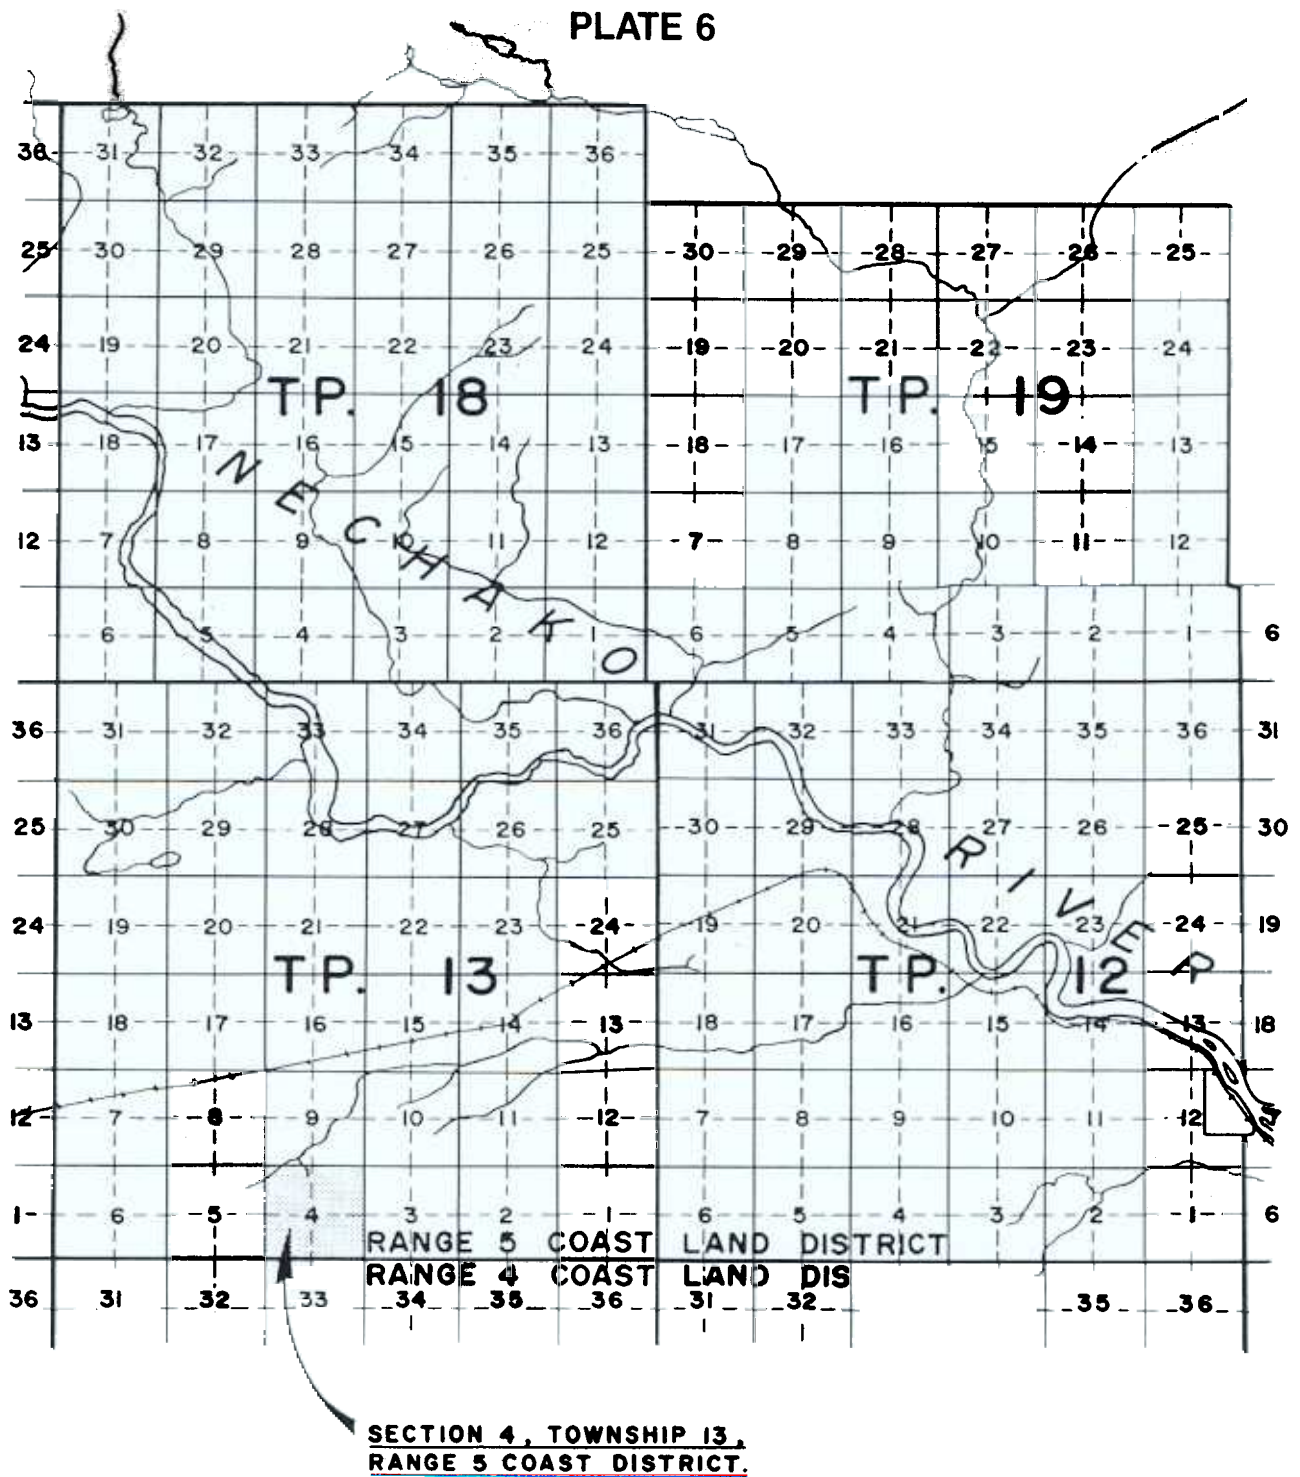 PLATE 6
36 31 32 33 34 35 36
25 30 29 28 27 26 25 30 29 28 27 26 25
24 19 20 21 22 23 24 19 20 21 22 23 24
TP. 18 TP. 19
13 18 17 16 15 14 13 18 17 16 15 14 13
NECHAKO
12 7 8 9 10 11 12 7 8 9 10 11 12
6 5 4 3 2 1 6 5 4 3 2 1 6
36 31 32 33 34 35 36 31 32 33 34 35 36 31
25 30 29 28 27 26 25 30 29 28 27 26 25 30
RIVER
24 19 20 21 22 23 24 19 20 21 22 23 24 19
TP. 13 TP. 12
13 18 17 16 15 14 13 18 17 16 15 14 13 18
12 7 8 9 10 11 12 7 8 9 10 11 12
1 6 5 4 3 2 1 6 5 4 3 2 1 6
RANGE 5 COAST LAND DISTRICT
RANGE 4 COAST LAND DIS
36 31 32 33 34 35 36 31 32 35 36
SECTION 4, TOWNSHIP 13,
RANGE 5 COAST DISTRICT.